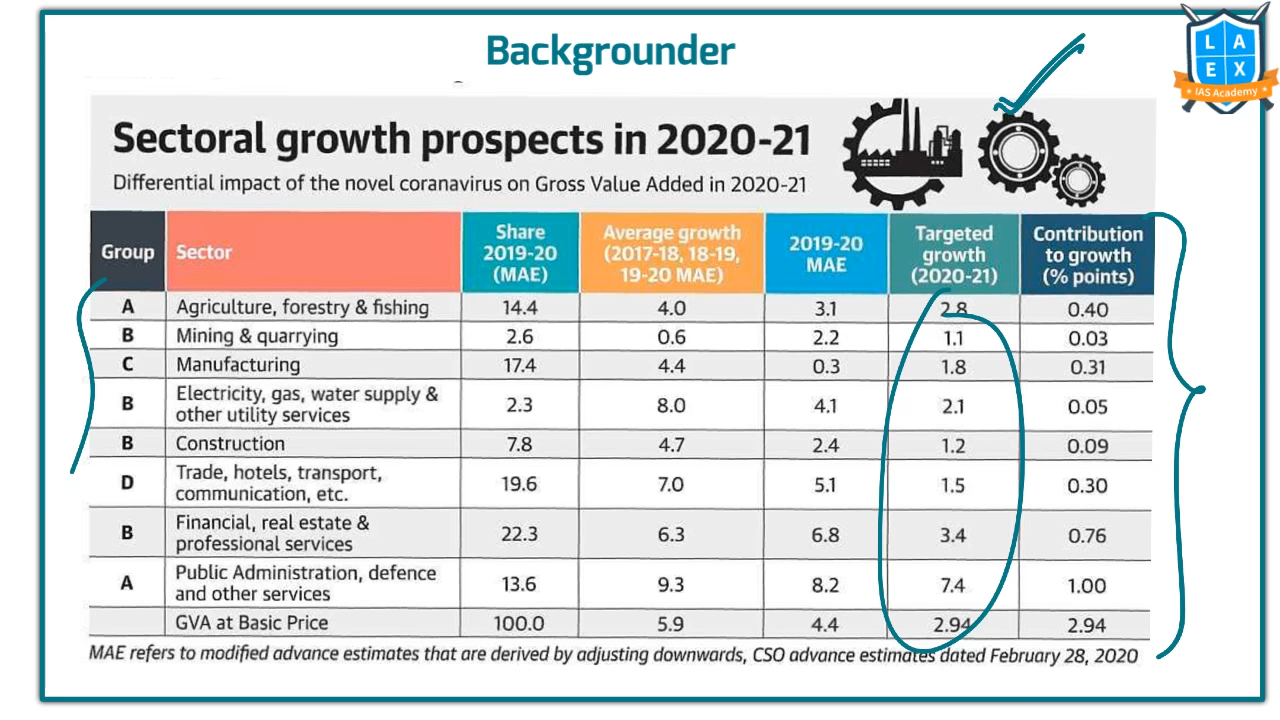 Backgrounder
L A
E X
IAS Academy
Sectoral growth prospects in 2020-21
Differential impact of the novel coranavirus on Gross Value Added in 2020-21
Group Sector Share 2019-20 (MAE) Average growth (2017-18, 18-19, 19-20 MAE) 2019-20 MAE Targeted growth (2020-21) Contribution to growth (% points)
A Agriculture, forestry & fishing 14.4 4.0 3.1 2.8 0.40
B Mining & quarrying 2.6 0.6 2.2 1.1 0.03
C Manufacturing 17.4 4.4 0.3 1.8 0.31
B Electricity, gas, water supply & other utility services 2.3 8.0 4.1 2.1 0.05
B Construction 7.8 4.7 2.4 1.2 0.09
D Trade, hotels, transport, communication, etc. 19.6 7.0 5.1 1.5 0.30
B Financial, real estate & professional services 22.3 6.3 6.8 3.4 0.76
A Public Administration, defence and other services 13.6 9.3 8.2 7.4 1.00
GVA at Basic Price 100.0 5.9 4.4 2.94 2.94
MAE refers to modified advance estimates that are derived by adjusting downwards, CSO advance estimates dated February 28, 2020